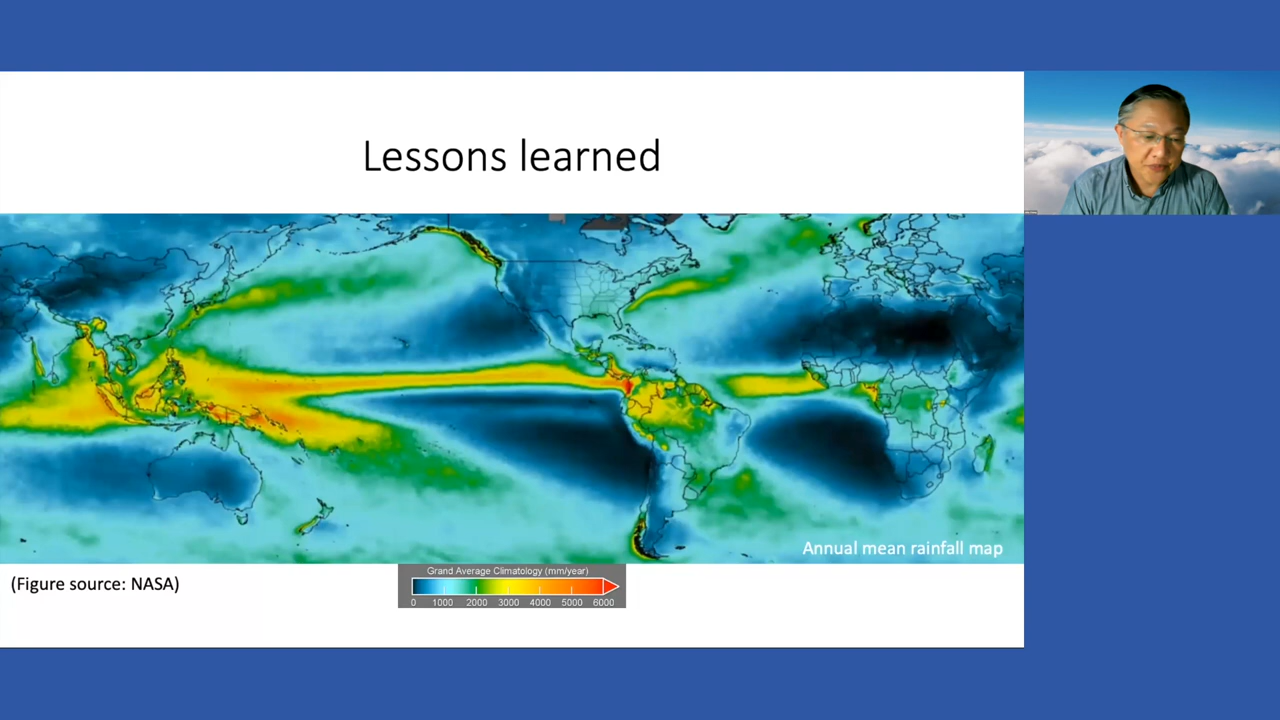 Lessons learned
Annual mean rainfall map
(Figure source: NASA)
Grand Average Climatology (mm/year)
0 1000 2000 3000 4000 5000 6000